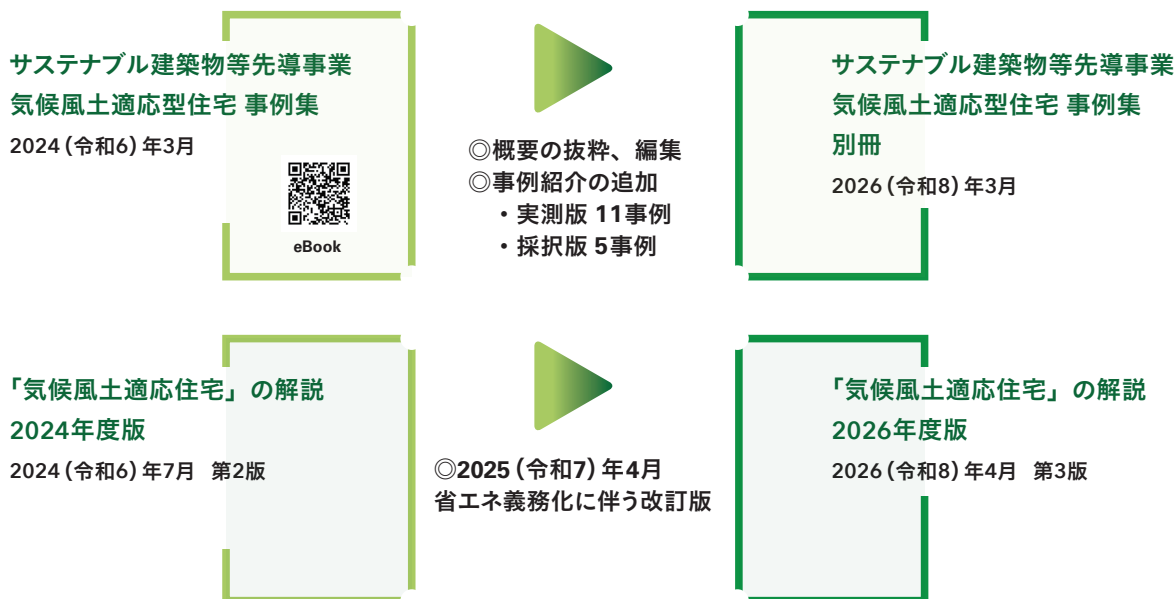 サステナブル建築物等先導事業
気候風土適応型住宅 事例集
2024（令和6）年3月
eBook
◎概要の抜粋、編集
◎事例紹介の追加
・実測版 11事例
・採択版 5事例
サステナブル建築物等先導事業
気候風土適応型住宅 事例集
別冊
2026（令和8）年3月
「気候風土適応住宅」の解説
2024年度版
2024（令和6）年7月 第2版
◎2025（令和7）年4月
省エネ義務化に伴う改訂版
「気候風土適応住宅」の解説
2026年度版
2026（令和8）年4月 第3版